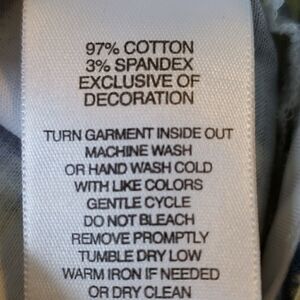 97% COTTON
3% SPANDEX
EXCLUSIVE OF
DECORATION
TURN GARMENT INSIDE OUT
MACHINE WASH
OR HAND WASH COLD
WITH LIKE COLORS
GENTLE CYCLE
DO NOT BLEACH
REMOVE PROMPTLY
TUMBLE DRY LOW
WARM IRON IF NEEDED
OR DRY CLEAN